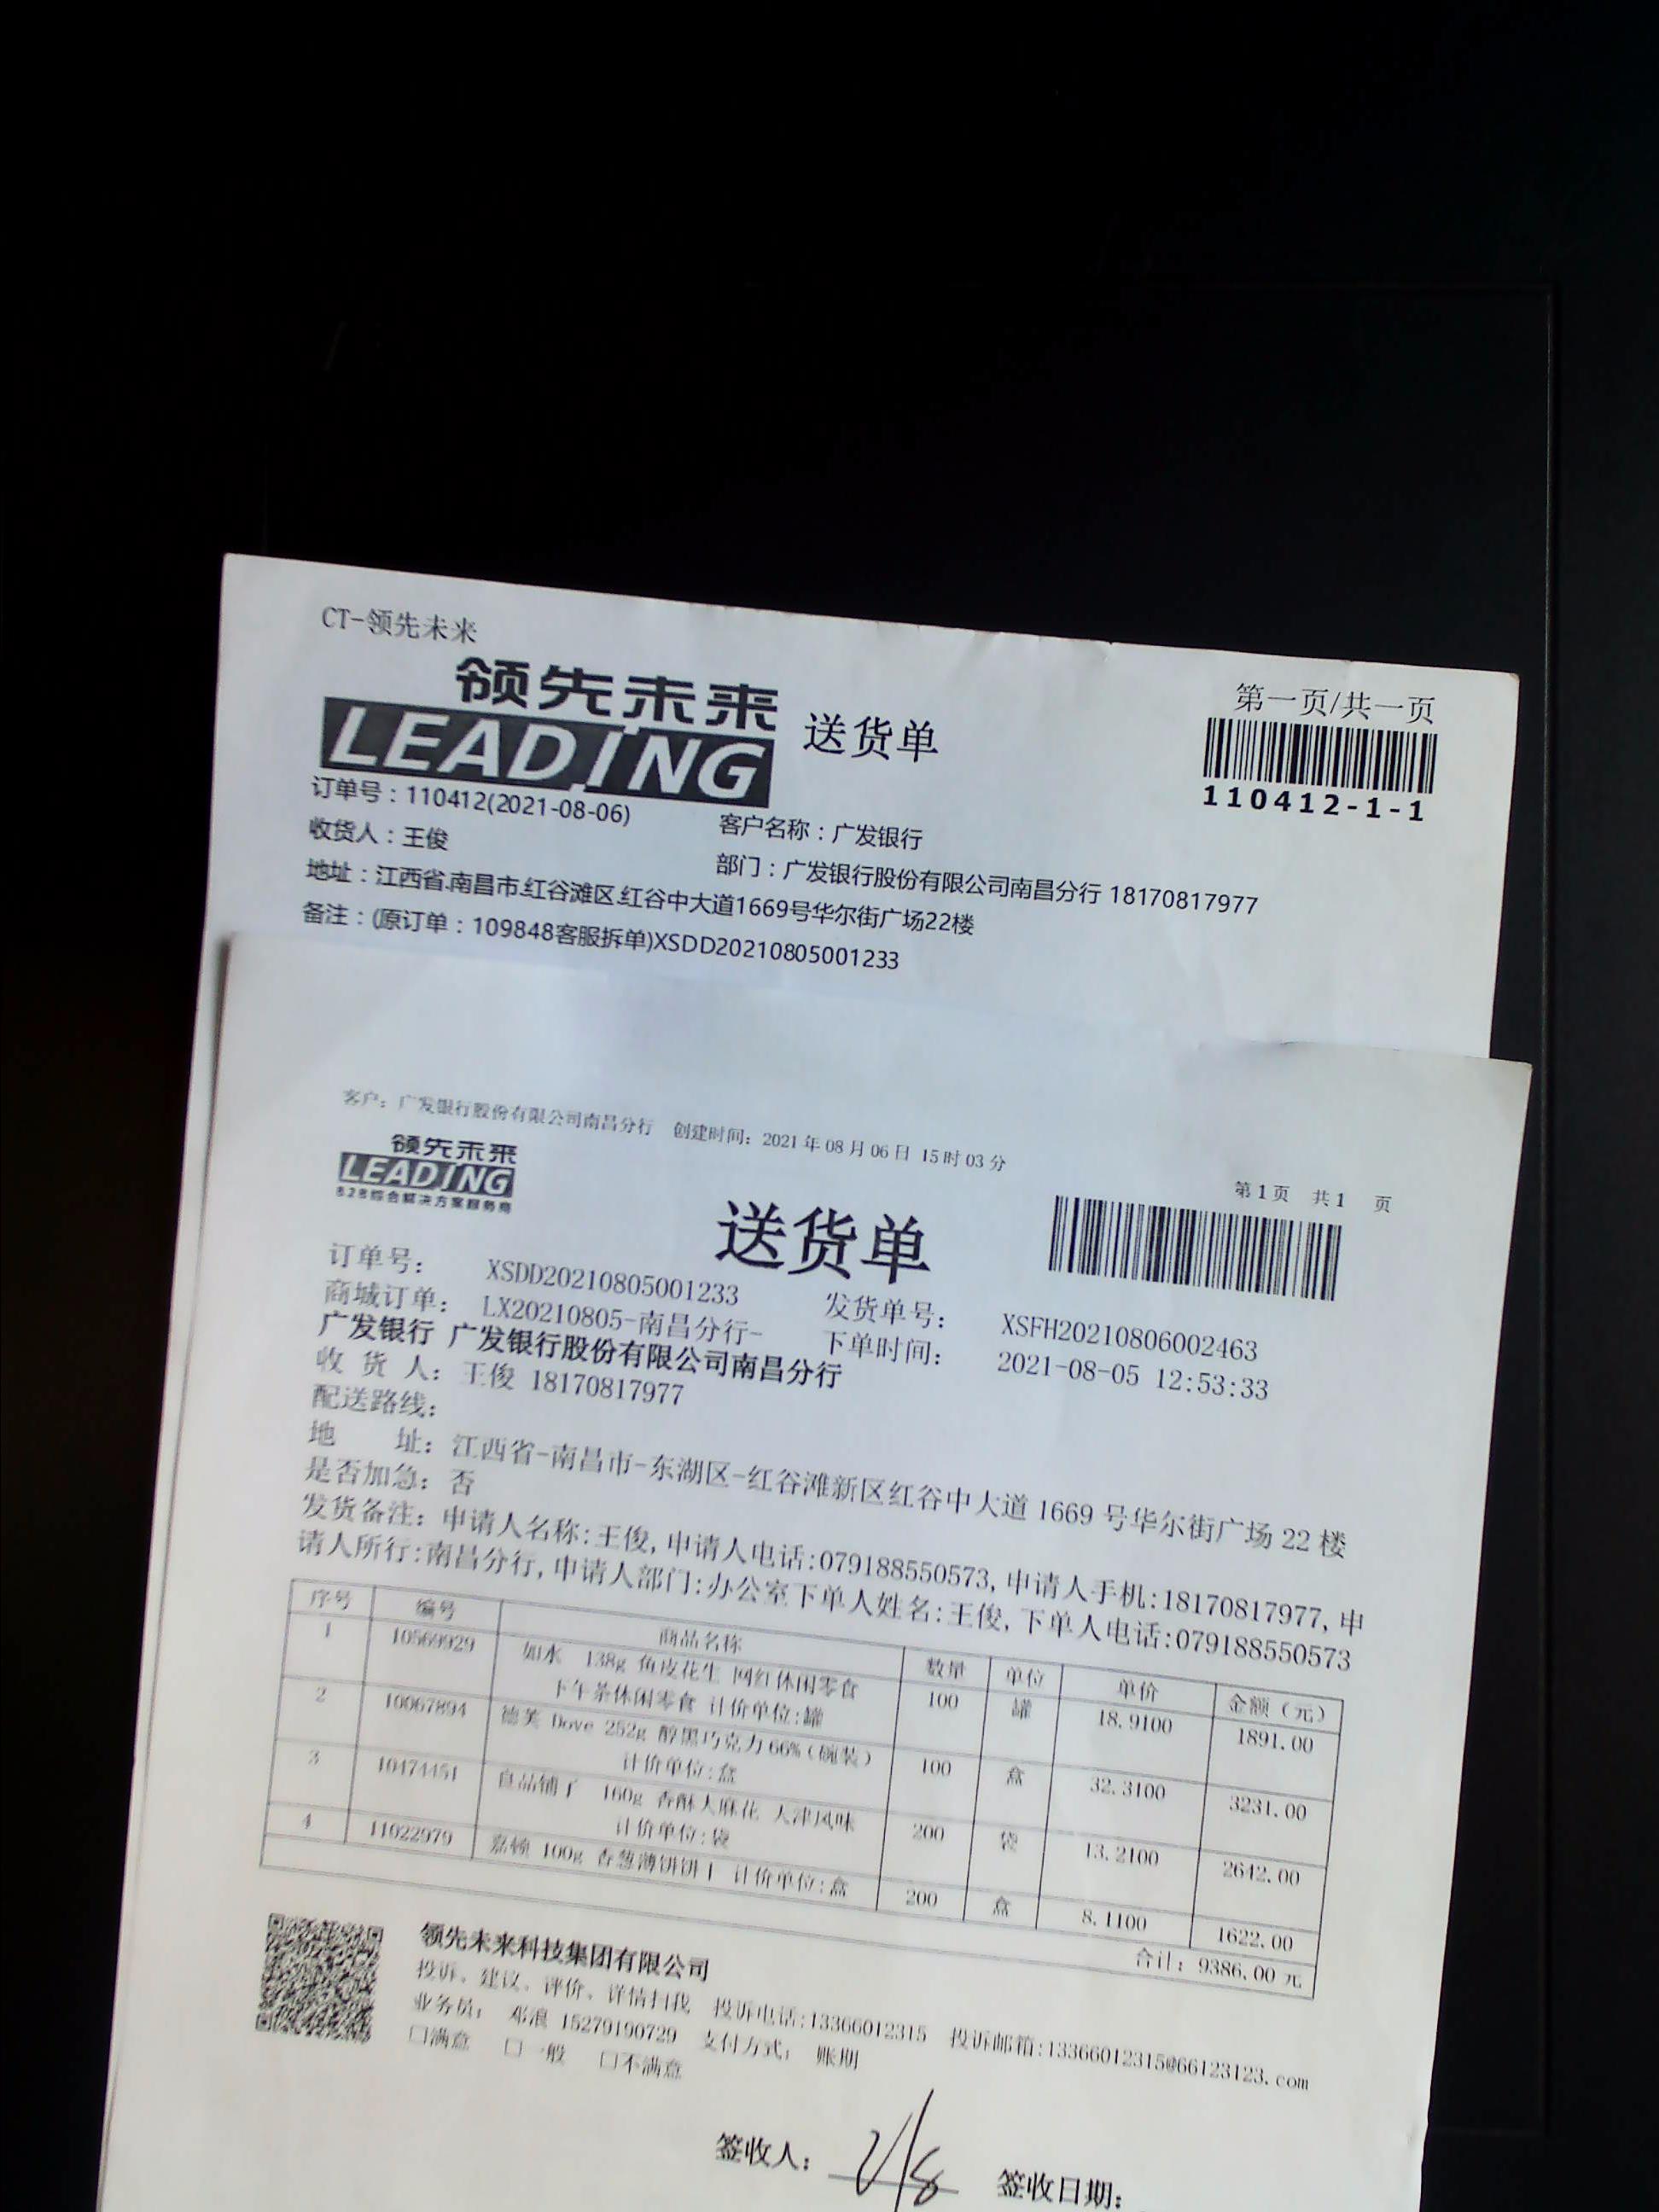 CT-领先未来
领先未来
LEADING
送货单
第一页/共一页
110412-1-1
订单号：110412(2021-08-06)
客户名称：广发银行
收货人：王俊
部门：广发银行股份有限公司南昌分行 18170817977
地址：江西省.南昌市.红谷滩区.红谷中大道1669号华尔街广场22楼
备注：(原订单：109848客服拆单)XSDD20210805001233
客户：广发银行股份有限公司南昌分行 创建时间：2021年08月06日 15时03分
领先未来
LEADING
B2B综合解决方案服务商
送货单
第1页 共1 页
订单号： XSDD20210805001233
发货单号： XSFH20210806002463
商城订单： LX20210805-南昌分行-
下单时间： 2021-08-05 12:53:33
广发银行 广发银行股份有限公司南昌分行
收货人： 王俊 18170817977
配送路线：
地 址： 江西省-南昌市-东湖区-红谷滩新区红谷中大道1669号华尔街广场22楼
是否加急： 否
发货备注： 申请人名称:王俊,申请人电话:079188550573,申请人手机:18170817977,申
请人所行:南昌分行,申请人部门:办公室下单人姓名:王俊,下单人电话:079188550573
序号 编号 商品名称 数量 单位 单价 金额（元）
1 10569929 如水 138g 鱼皮花生 网红休闲零食 100 罐 18.9100 1891.00
下午茶休闲零食 计价单位:罐
2 10067894 德芙 Dove 252g 醇黑巧克力66%（碗装） 100 盒 32.3100 3231.00
计价单位:盒
3 10474451 良品铺子 160g 香酥大麻花 天津风味 200 袋 13.2100 2642.00
计价单位:袋
4 11022979 嘉顿 100g 香葱薄饼饼干 计价单位:盒 200 盒 8.1100 1622.00
合计：9386.00 元
领先未来科技集团有限公司
投诉、建议、评价、详情扫我 投诉电话:13366012315 投诉邮箱:13366012315@66123123.com
业务员： 邓浪 15279190729 支付方式： 账期
□满意 □一般 □不满意
签收人： 签收日期：